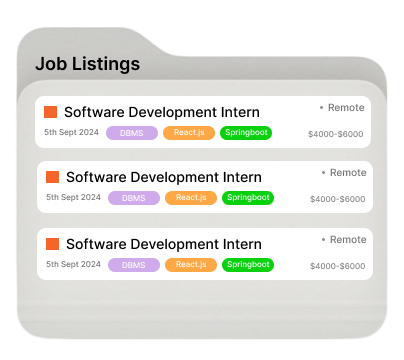 Job Listings
Software Development Intern • Remote
5th Sept 2024 DBMS React.js Springboot $4000-$6000
Software Development Intern • Remote
5th Sept 2024 DBMS React.js Springboot $4000-$6000
Software Development Intern • Remote
5th Sept 2024 DBMS React.js Springboot $4000-$6000